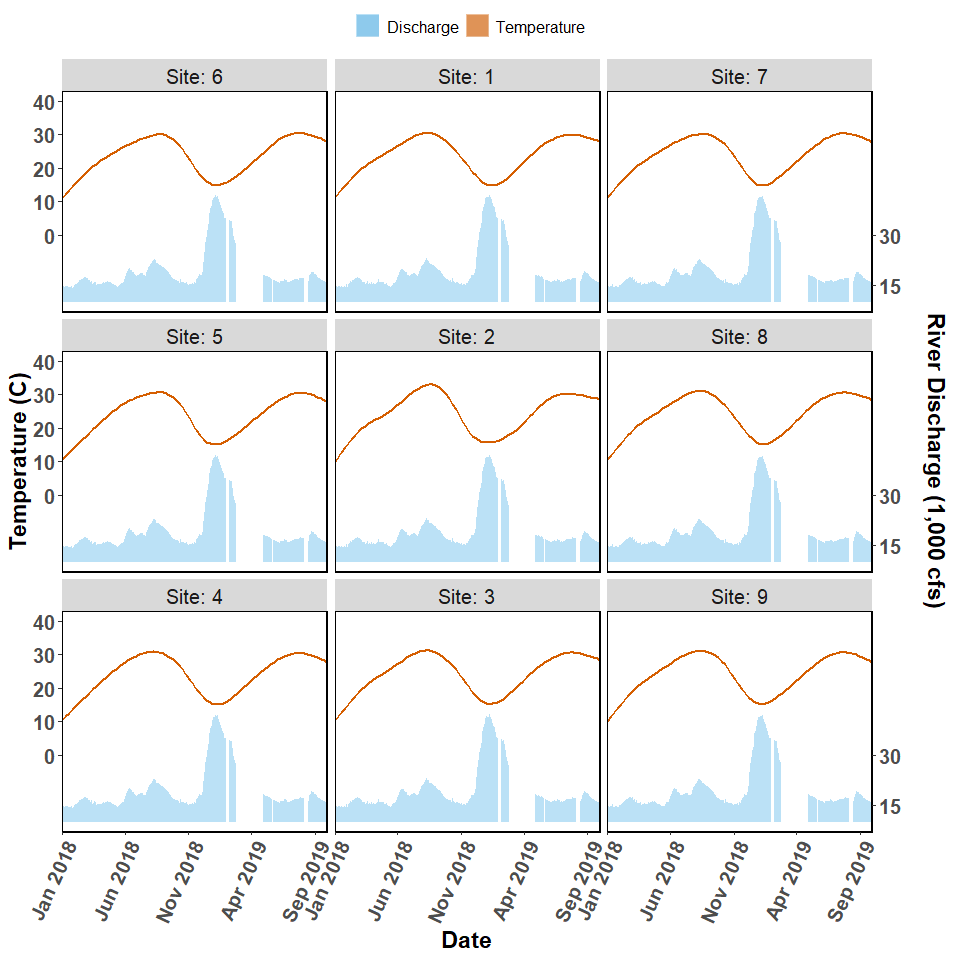 Discharge Temperature
Site: 6 Site: 1 Site: 7
40
30
20
10
0
30
15
Site: 5 Site: 2 Site: 8
40
30
20
10
0
30
15
Temperature (C)
River Discharge (1,000 cfs)
Site: 4 Site: 3 Site: 9
40
30
20
10
0
30
15
Jan 2018 Jun 2018 Nov 2018 Apr 2019 Sep 2019 Jan 2018 Jun 2018 Nov 2018 Apr 2019 Sep 2019 Jan 2018 Jun 2018 Nov 2018 Apr 2019 Sep 2019
Date